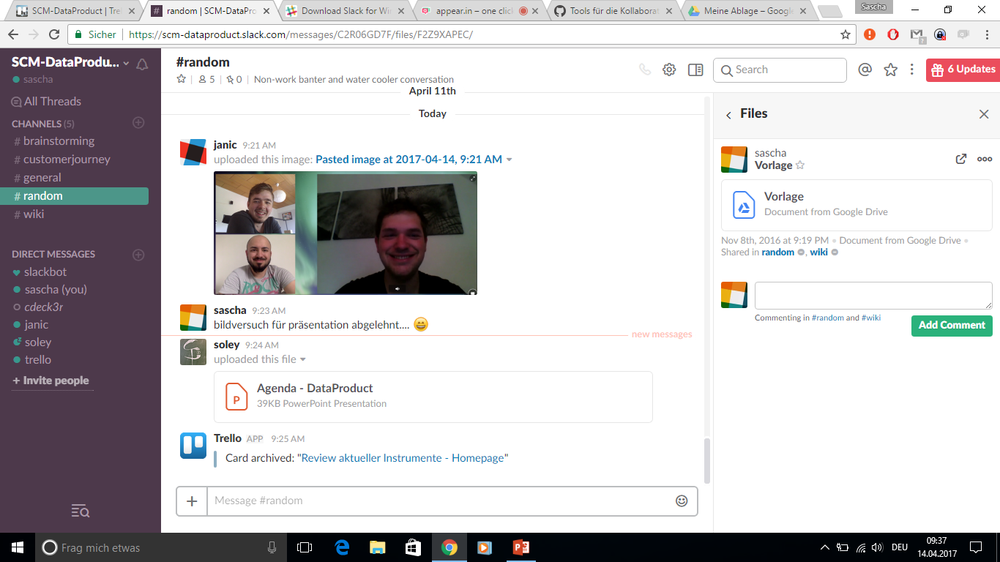 SCM-DataProduct | Trel
random | SCM-DataPro
Download Slack for Win
appear.in – one click
Tools für die Kollaborat
Meine Ablage – Google
Sascha
Sicher
https://scm-dataproduct.slack.com/messages/C2R06GD7F/files/F2Z9XAPEC/
SCM-DataProdu...
sascha
All Threads
CHANNELS (5)
# brainstorming
# customerjourney
# general
# random
# wiki
DIRECT MESSAGES
slackbot
sascha (you)
cdeck3r
janic
soley
trello
+ Invite people
#random
5
0
Non-work banter and water cooler conversation
Search
6 Updates
April 11th
Today
janic 9:21 AM
uploaded this image: Pasted image at 2017-04-14, 9:21 AM
sascha 9:23 AM
bildversuch für präsentation abgelehnt....
new messages
soley 9:24 AM
uploaded this file
P
Agenda - DataProduct
39KB PowerPoint Presentation
Trello APP 9:25 AM
Card archived: "Review aktueller Instrumente - Homepage"
Message #random
Files
sascha
Vorlage
Vorlage
Document from Google Drive
Nov 8th, 2016 at 9:19 PM • Document from Google Drive •
Shared in random, wiki
Commenting in #random and #wiki
Add Comment
Frag mich etwas
DEU
09:37
14.04.2017